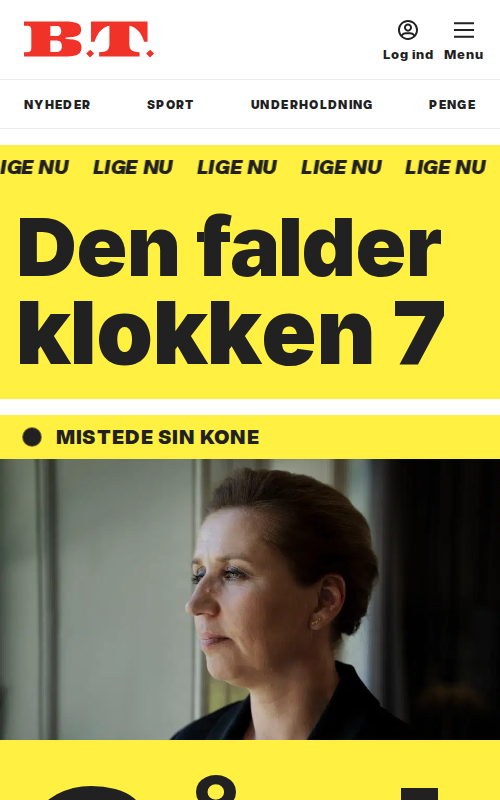 B.T.
Log ind Menu
NYHEDER SPORT UNDERHOLDNING PENGE
IGE NU LIGE NU LIGE NU LIGE NU LIGE NU
Den falder
klokken 7
MISTEDE SIN KONE